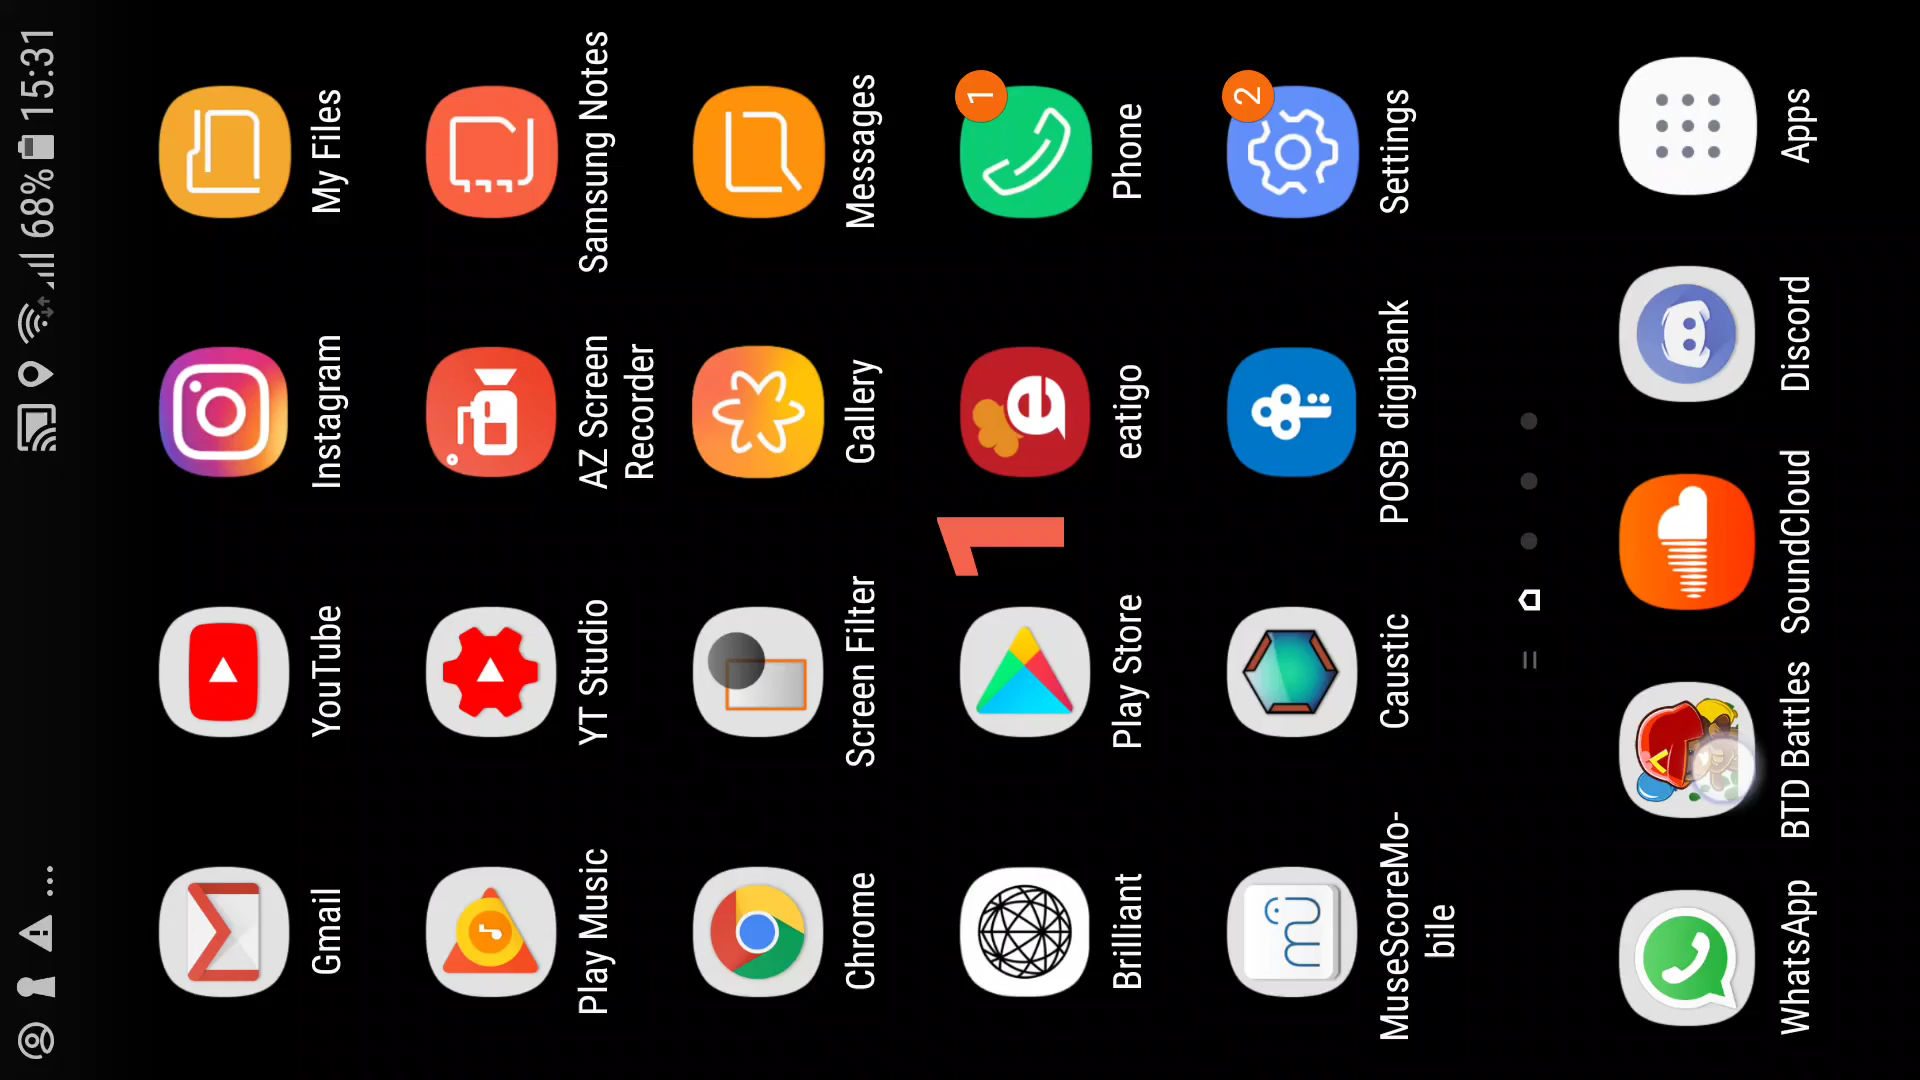 ... 68% 15:31
Gmail YouTube Instagram My Files
Play Music YT Studio AZ Screen Samsung Notes
Recorder
Chrome Screen Filter Gallery Messages
1
1
Brilliant Play Store eatigo Phone
2
MuseScoreMo- Caustic POSB digibank Settings
bile
WhatsApp BTD Battles SoundCloud Discord Apps